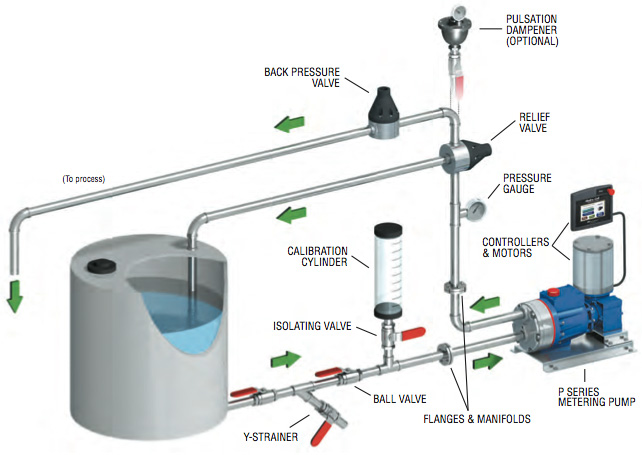 PULSATION
DAMPENER
(OPTIONAL)
BACK PRESSURE
VALVE
RELIEF
VALVE
(To process)
PRESSURE
GAUGE
CONTROLLERS
& MOTORS
CALIBRATION
CYLINDER
ISOLATING VALVE
BALL VALVE
FLANGES & MANIFOLDS
P SERIES
METERING PUMP
Y-STRAINER